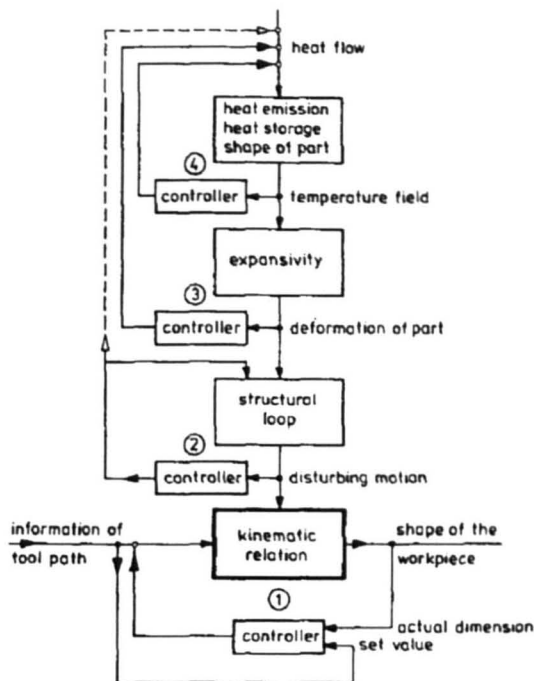 heat flow
heat emission
heat storage
shape of part
④
controller
temperature field
expansivity
③
controller
deformation of part
structural
loop
②
controller
disturbing motion
information of
tool path
kinematic
relation
shape of the
workpiece
①
controller
actual dimension
set value